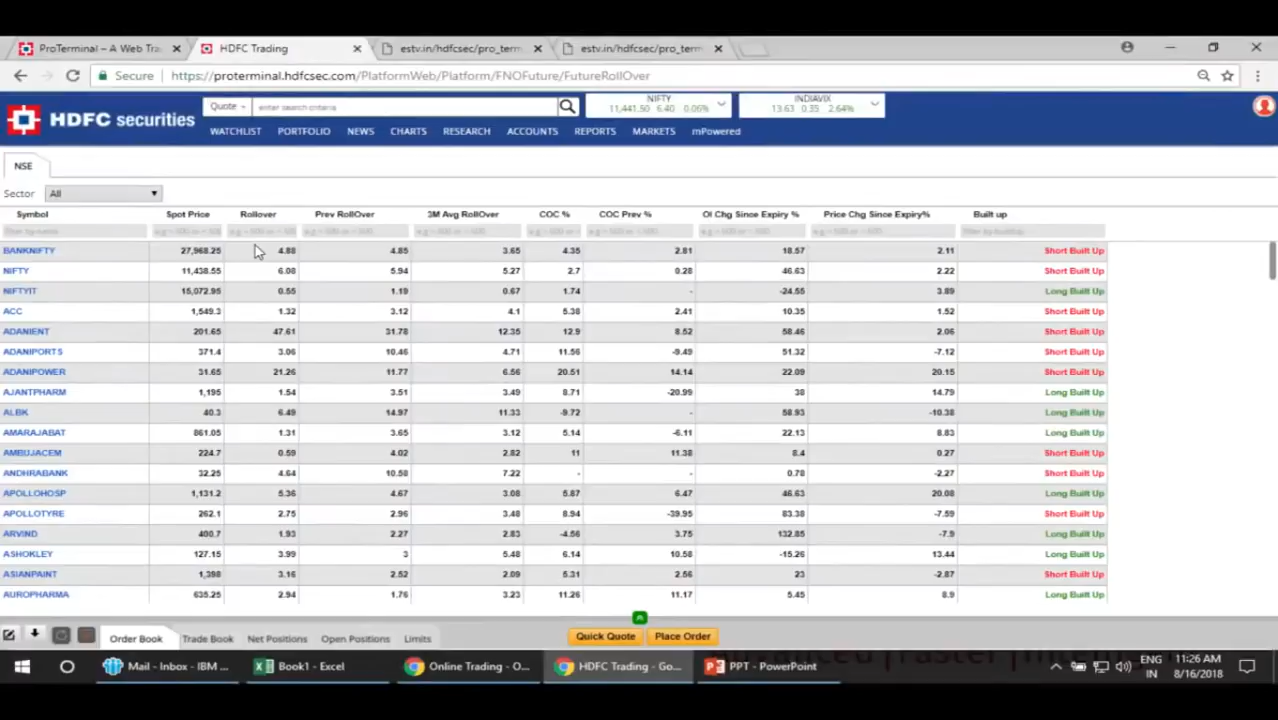 ProTerminal – A Web Tra
HDFC Trading
estv.in/hdfcsec/pro_term
estv.in/hdfcsec/pro_term
Secure
https://proterminal.hdfcsec.com/PlatformWeb/Platform/FNOFuture/FutureRollOver
HDFC securities
Quote
enter search criteria
NIFTY
11,441.50 6.40 0.06%
INDIAVIX
13.63 0.35 2.64%
WATCHLIST PORTFOLIO NEWS CHARTS RESEARCH ACCOUNTS REPORTS MARKETS mPowered
NSE
Sector All
Symbol Spot Price Rollover Prev RollOver 3M Avg RollOver COC % COC Prev % OI Chg Since Expiry % Price Chg Since Expiry% Built up
BANKNIFTY 27,968.25 4.88 4.85 3.65 4.35 2.81 18.57 2.11 Short Built Up
NIFTY 11,438.55 6.08 5.94 5.27 2.7 0.28 46.63 2.22 Short Built Up
NIFTYIT 15,072.95 0.55 1.19 0.67 1.74 - -24.55 3.89 Long Built Up
ACC 1,549.3 1.32 3.12 4.1 5.38 2.41 10.35 1.52 Short Built Up
ADANIENT 201.65 47.61 31.78 12.35 12.9 8.52 58.46 2.06 Short Built Up
ADANIPORTS 371.4 3.06 10.46 4.71 11.56 -9.49 51.32 -7.12 Short Built Up
ADANIPOWER 31.65 21.26 11.77 6.56 20.51 14.14 22.09 20.15 Short Built Up
AJANTPHARM 1,195 1.54 3.51 3.49 8.71 -20.99 38 14.79 Long Built Up
ALBK 40.3 6.49 14.97 11.33 -9.72 - 58.93 -10.38 Long Built Up
AMARAJABAT 861.05 1.31 3.65 3.12 5.14 -6.11 22.13 8.83 Long Built Up
AMBUJACEM 224.7 0.59 4.02 2.82 11 11.38 8.4 0.27 Short Built Up
ANDHRABANK 32.25 4.64 10.58 7.22 - - 0.78 -2.27 Short Built Up
APOLLOHOSP 1,131.2 5.36 4.67 3.08 5.87 6.47 46.63 20.08 Long Built Up
APOLLOTYRE 262.1 2.75 2.96 3.48 8.94 -39.95 83.38 -7.59 Short Built Up
ARVIND 400.7 1.93 2.27 2.83 -4.56 3.75 132.85 -7.9 Long Built Up
ASHOKLEY 127.15 3.99 3 5.48 6.14 10.58 -15.26 13.44 Long Built Up
ASIANPAINT 1,398 3.16 2.52 2.09 5.31 2.56 23 -2.87 Short Built Up
AUROPHARMA 635.25 2.94 1.76 3.23 11.26 11.17 5.45 8.9 Long Built Up
Order Book Trade Book Net Positions Open Positions Limits
Quick Quote Place Order
Mail - Inbox - IBM ...
Book1 - Excel
Online Trading - O...
HDFC Trading - Go...
PPT - PowerPoint
ENG
IN
11:26 AM
8/16/2018